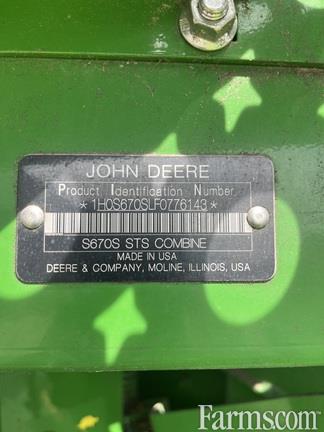 JOHN DEERE
Product Identification Number
*1H0S670SLF0776143*
S670S STS COMBINE
MADE IN USA
DEERE & COMPANY, MOLINE, ILLINOIS, USA
Farms.com